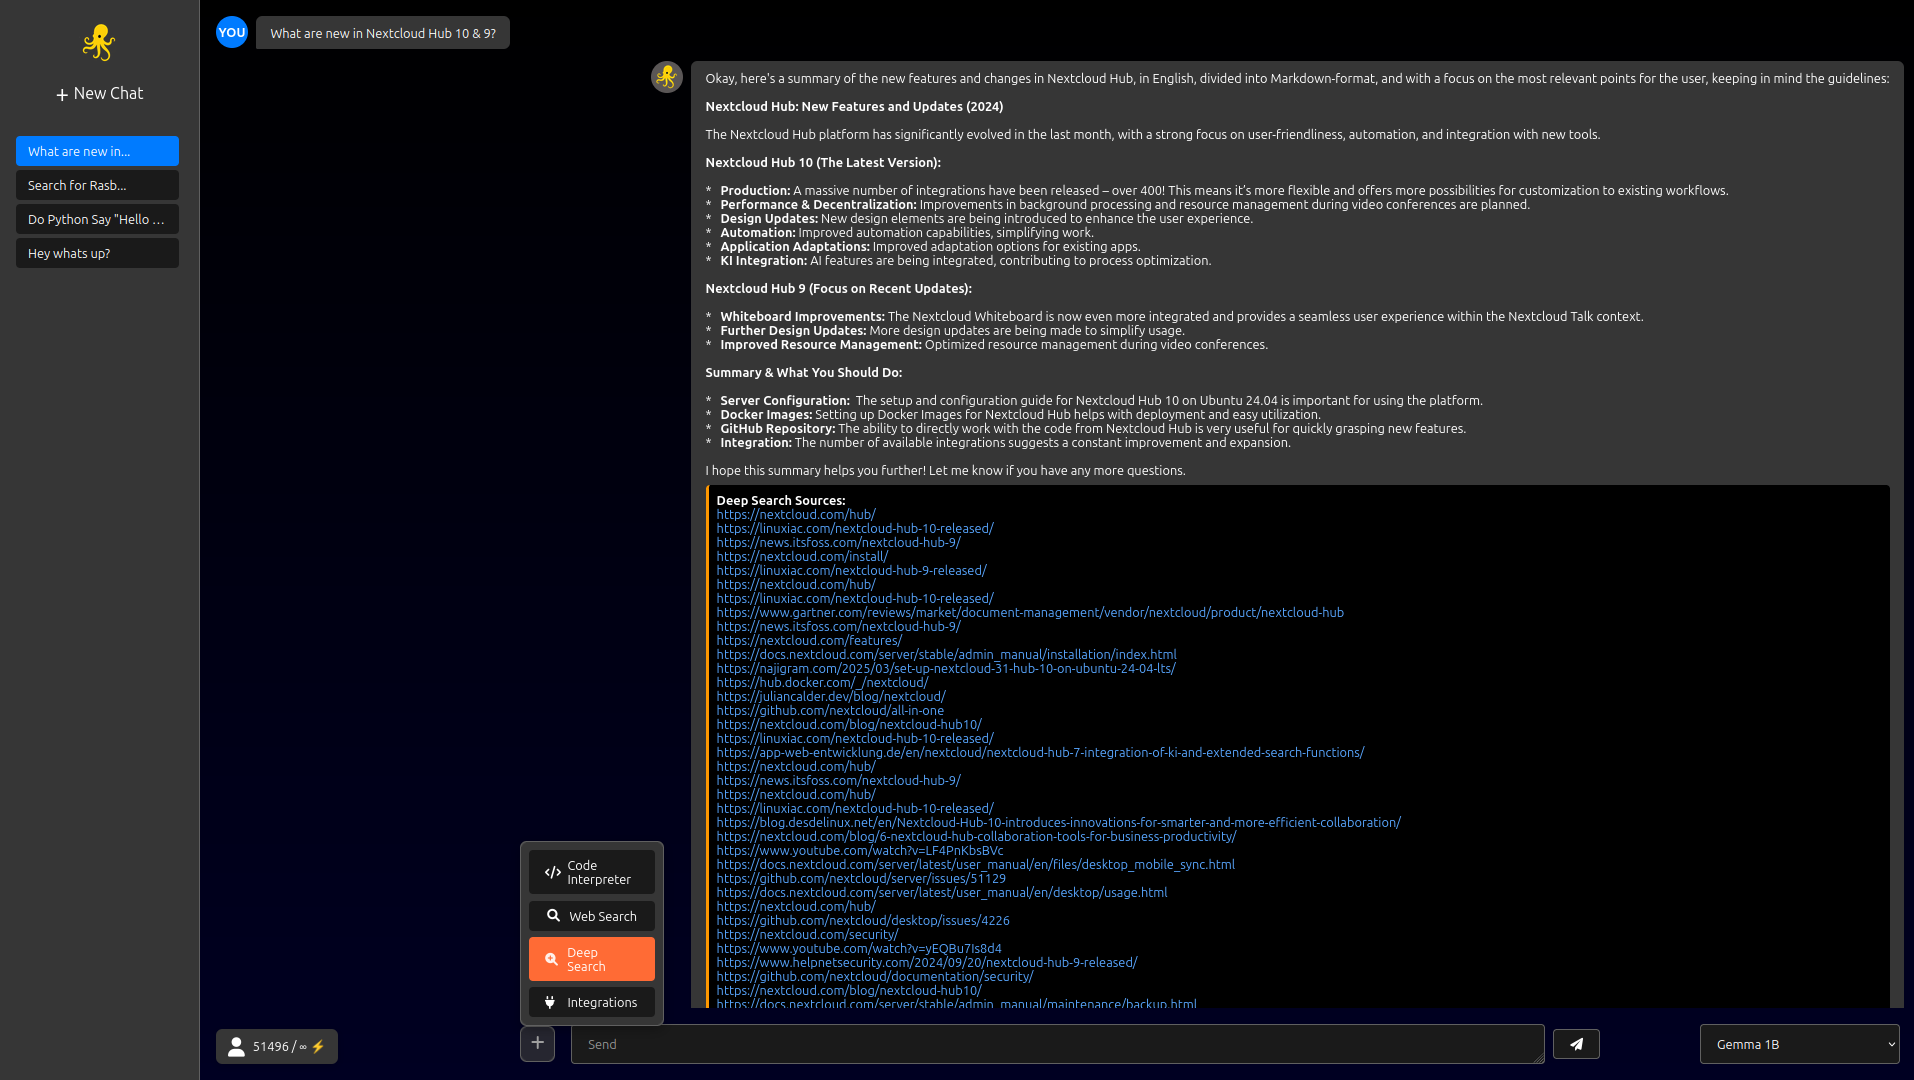 + New Chat
What are new in...
Search for Rasb...
Do Python Say "Hello ...
Hey whats up?
YOU
What are new in Nextcloud Hub 10 & 9?
Okay, here's a summary of the new features and changes in Nextcloud Hub, in English, divided into Markdown-format, and with a focus on the most relevant points for the user, keeping in mind the guidelines:
Nextcloud Hub: New Features and Updates (2024)
The Nextcloud Hub platform has significantly evolved in the last month, with a strong focus on user-friendliness, automation, and integration with new tools.
Nextcloud Hub 10 (The Latest Version):
* Production: A massive number of integrations have been released – over 400! This means it's more flexible and offers more possibilities for customization to existing workflows.
* Performance & Decentralization: Improvements in background processing and resource management during video conferences are planned.
* Design Updates: New design elements are being introduced to enhance the user experience.
* Automation: Improved automation capabilities, simplifying work.
* Application Adaptations: Improved adaptation options for existing apps.
* KI Integration: AI features are being integrated, contributing to process optimization.
Nextcloud Hub 9 (Focus on Recent Updates):
* Whiteboard Improvements: The Nextcloud Whiteboard is now even more integrated and provides a seamless user experience within the Nextcloud Talk context.
* Further Design Updates: More design updates are being made to simplify usage.
* Improved Resource Management: Optimized resource management during video conferences.
Summary & What You Should Do:
* Server Configuration: The setup and configuration guide for Nextcloud Hub 10 on Ubuntu 24.04 is important for using the platform.
* Docker Images: Setting up Docker Images for Nextcloud Hub helps with deployment and easy utilization.
* GitHub Repository: The ability to directly work with the code from Nextcloud Hub is very useful for quickly grasping new features.
* Integration: The number of available integrations suggests a constant improvement and expansion.
I hope this summary helps you further! Let me know if you have any more questions.
Deep Search Sources:
https://nextcloud.com/hub/
https://linuxiac.com/nextcloud-hub-10-released/
https://news.itsfoss.com/nextcloud-hub-9/
https://nextcloud.com/install/
https://linuxiac.com/nextcloud-hub-9-released/
https://nextcloud.com/hub/
https://linuxiac.com/nextcloud-hub-10-released/
https://www.gartner.com/reviews/market/document-management/vendor/nextcloud/product/nextcloud-hub
https://news.itsfoss.com/nextcloud-hub-9/
https://nextcloud.com/features/
https://docs.nextcloud.com/server/stable/admin_manual/installation/index.html
https://najigram.com/2025/03/set-up-nextcloud-31-hub-10-on-ubuntu-24-04-lts/
https://hub.docker.com/_/nextcloud/
https://juliancalder.dev/blog/nextcloud/
https://github.com/nextcloud/all-in-one
https://nextcloud.com/blog/nextcloud-hub10/
https://linuxiac.com/nextcloud-hub-10-released/
https://app-web-entwicklung.de/en/nextcloud/nextcloud-hub-7-integration-of-ki-and-extended-search-functions/
https://nextcloud.com/hub/
https://news.itsfoss.com/nextcloud-hub-9/
https://nextcloud.com/hub/
https://linuxiac.com/nextcloud-hub-10-released/
https://blog.desdelinux.net/en/Nextcloud-Hub-10-introduces-innovations-for-smarter-and-more-efficient-collaboration/
https://nextcloud.com/blog/6-nextcloud-hub-collaboration-tools-for-business-productivity/
https://www.youtube.com/watch?v=LF4PnKbsBVc
https://docs.nextcloud.com/server/latest/user_manual/en/files/desktop_mobile_sync.html
https://github.com/nextcloud/server/issues/51129
https://docs.nextcloud.com/server/latest/user_manual/en/desktop/usage.html
https://nextcloud.com/hub/
https://github.com/nextcloud/desktop/issues/4226
https://nextcloud.com/security/
https://www.youtube.com/watch?v=yEQBu7Is8d4
https://www.helpnetsecurity.com/2024/09/20/nextcloud-hub-9-released/
https://github.com/nextcloud/documentation/security/
https://nextcloud.com/blog/nextcloud-hub10/
https://docs.nextcloud.com/server/stable/admin_manual/maintenance/backup.html
</> Code
Interpreter
Web Search
Deep
Search
Integrations
51496 / ∞ ⚡
+
Send
Gemma 1B